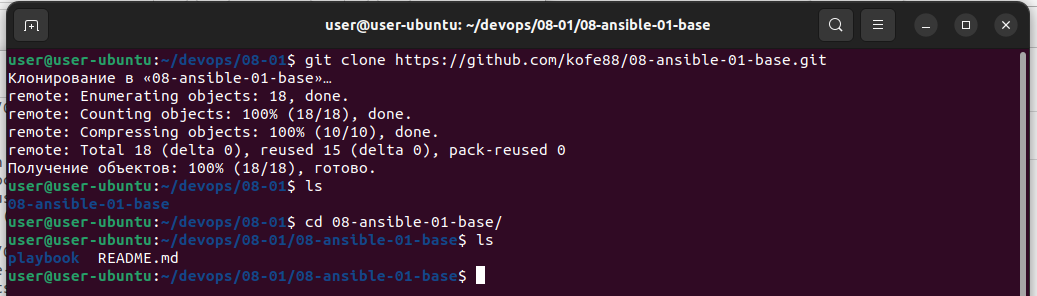 user@user-ubuntu: ~/devops/08-01/08-ansible-01-base
user@user-ubuntu:~/devops/08-01$ git clone https://github.com/kofe88/08-ansible-01-base.git
Клонирование в «08-ansible-01-base»…
remote: Enumerating objects: 18, done.
remote: Counting objects: 100% (18/18), done.
remote: Compressing objects: 100% (10/10), done.
remote: Total 18 (delta 0), reused 15 (delta 0), pack-reused 0
Получение объектов: 100% (18/18), готово.
user@user-ubuntu:~/devops/08-01$ ls
08-ansible-01-base
user@user-ubuntu:~/devops/08-01$ cd 08-ansible-01-base/
user@user-ubuntu:~/devops/08-01/08-ansible-01-base$ ls
playbook  README.md
user@user-ubuntu:~/devops/08-01/08-ansible-01-base$